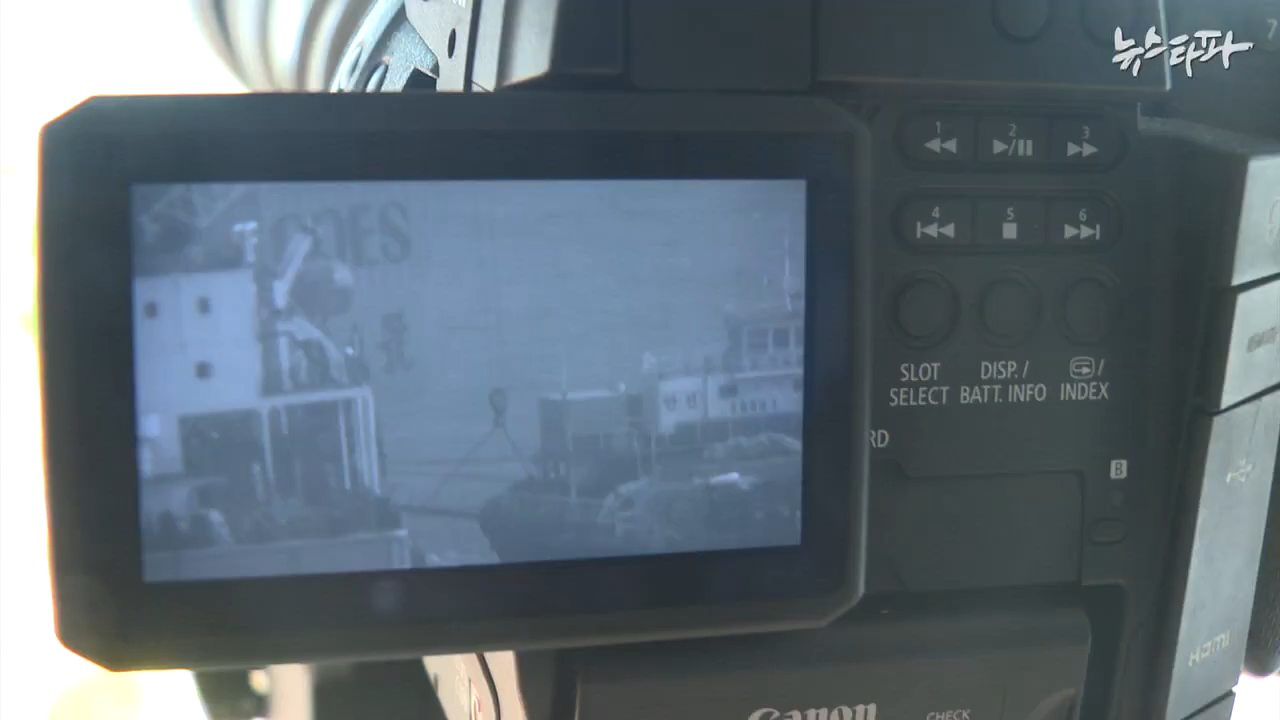 뉴스타파
7
1 2 3
4 5 6
SLOT SELECT
DISP. / BATT. INFO
/ INDEX
RD
B
HDMI
Canon
CHECK